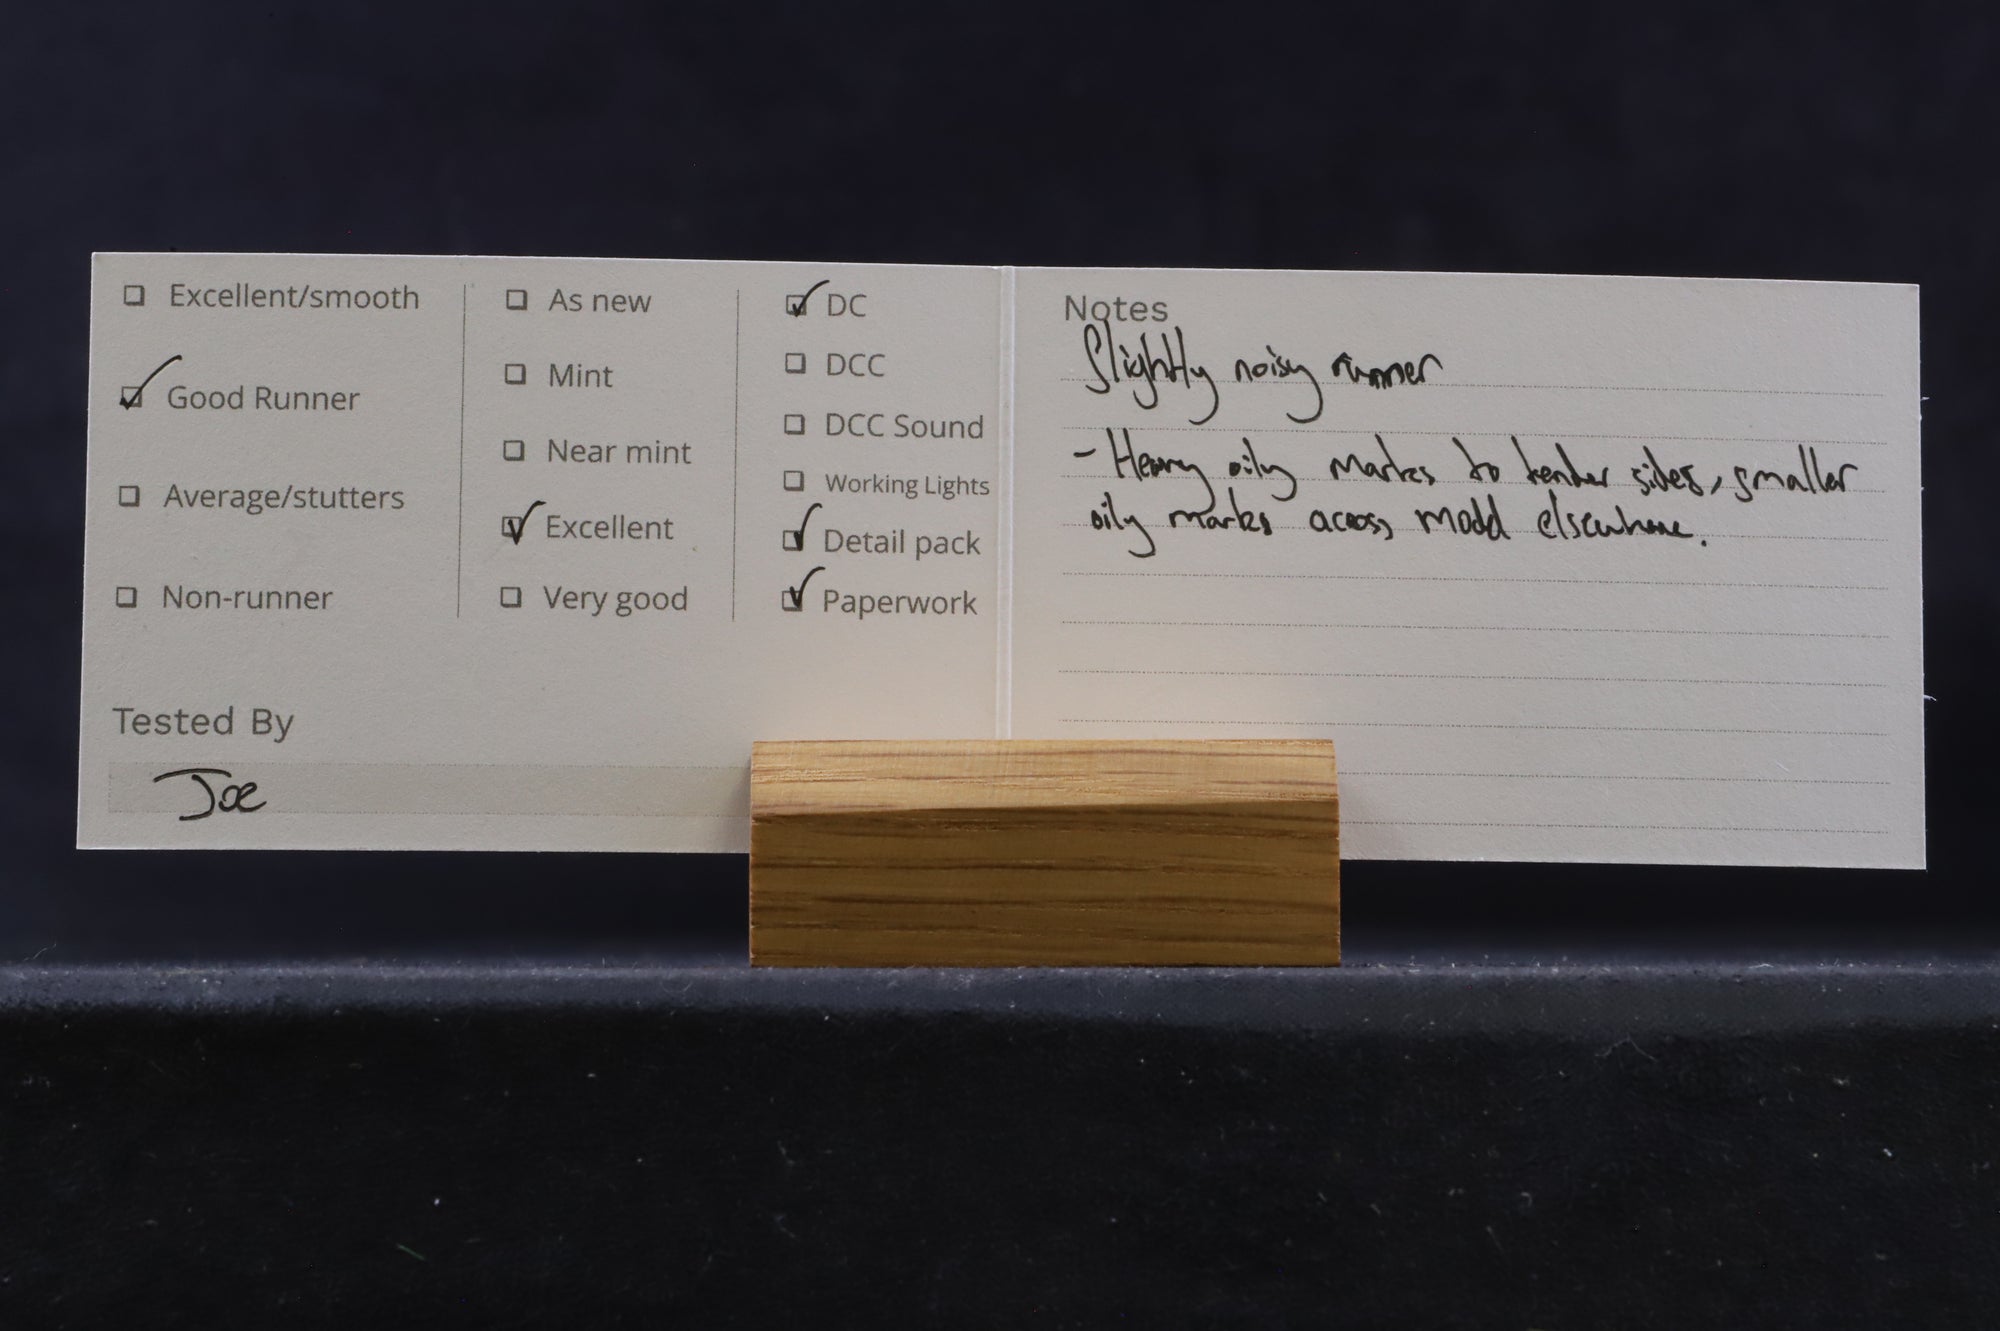 Excellent/smooth
Good Runner
Average/stutters
Non-runner
As new
Mint
Near mint
Excellent
Very good
DC
DCC
DCC Sound
Working Lights
Detail pack
Paperwork
Tested By
Joe
Notes
Slightly noisy runner
- Heavy oily marks to tender sides, smaller
oily marks across model elsewhere.